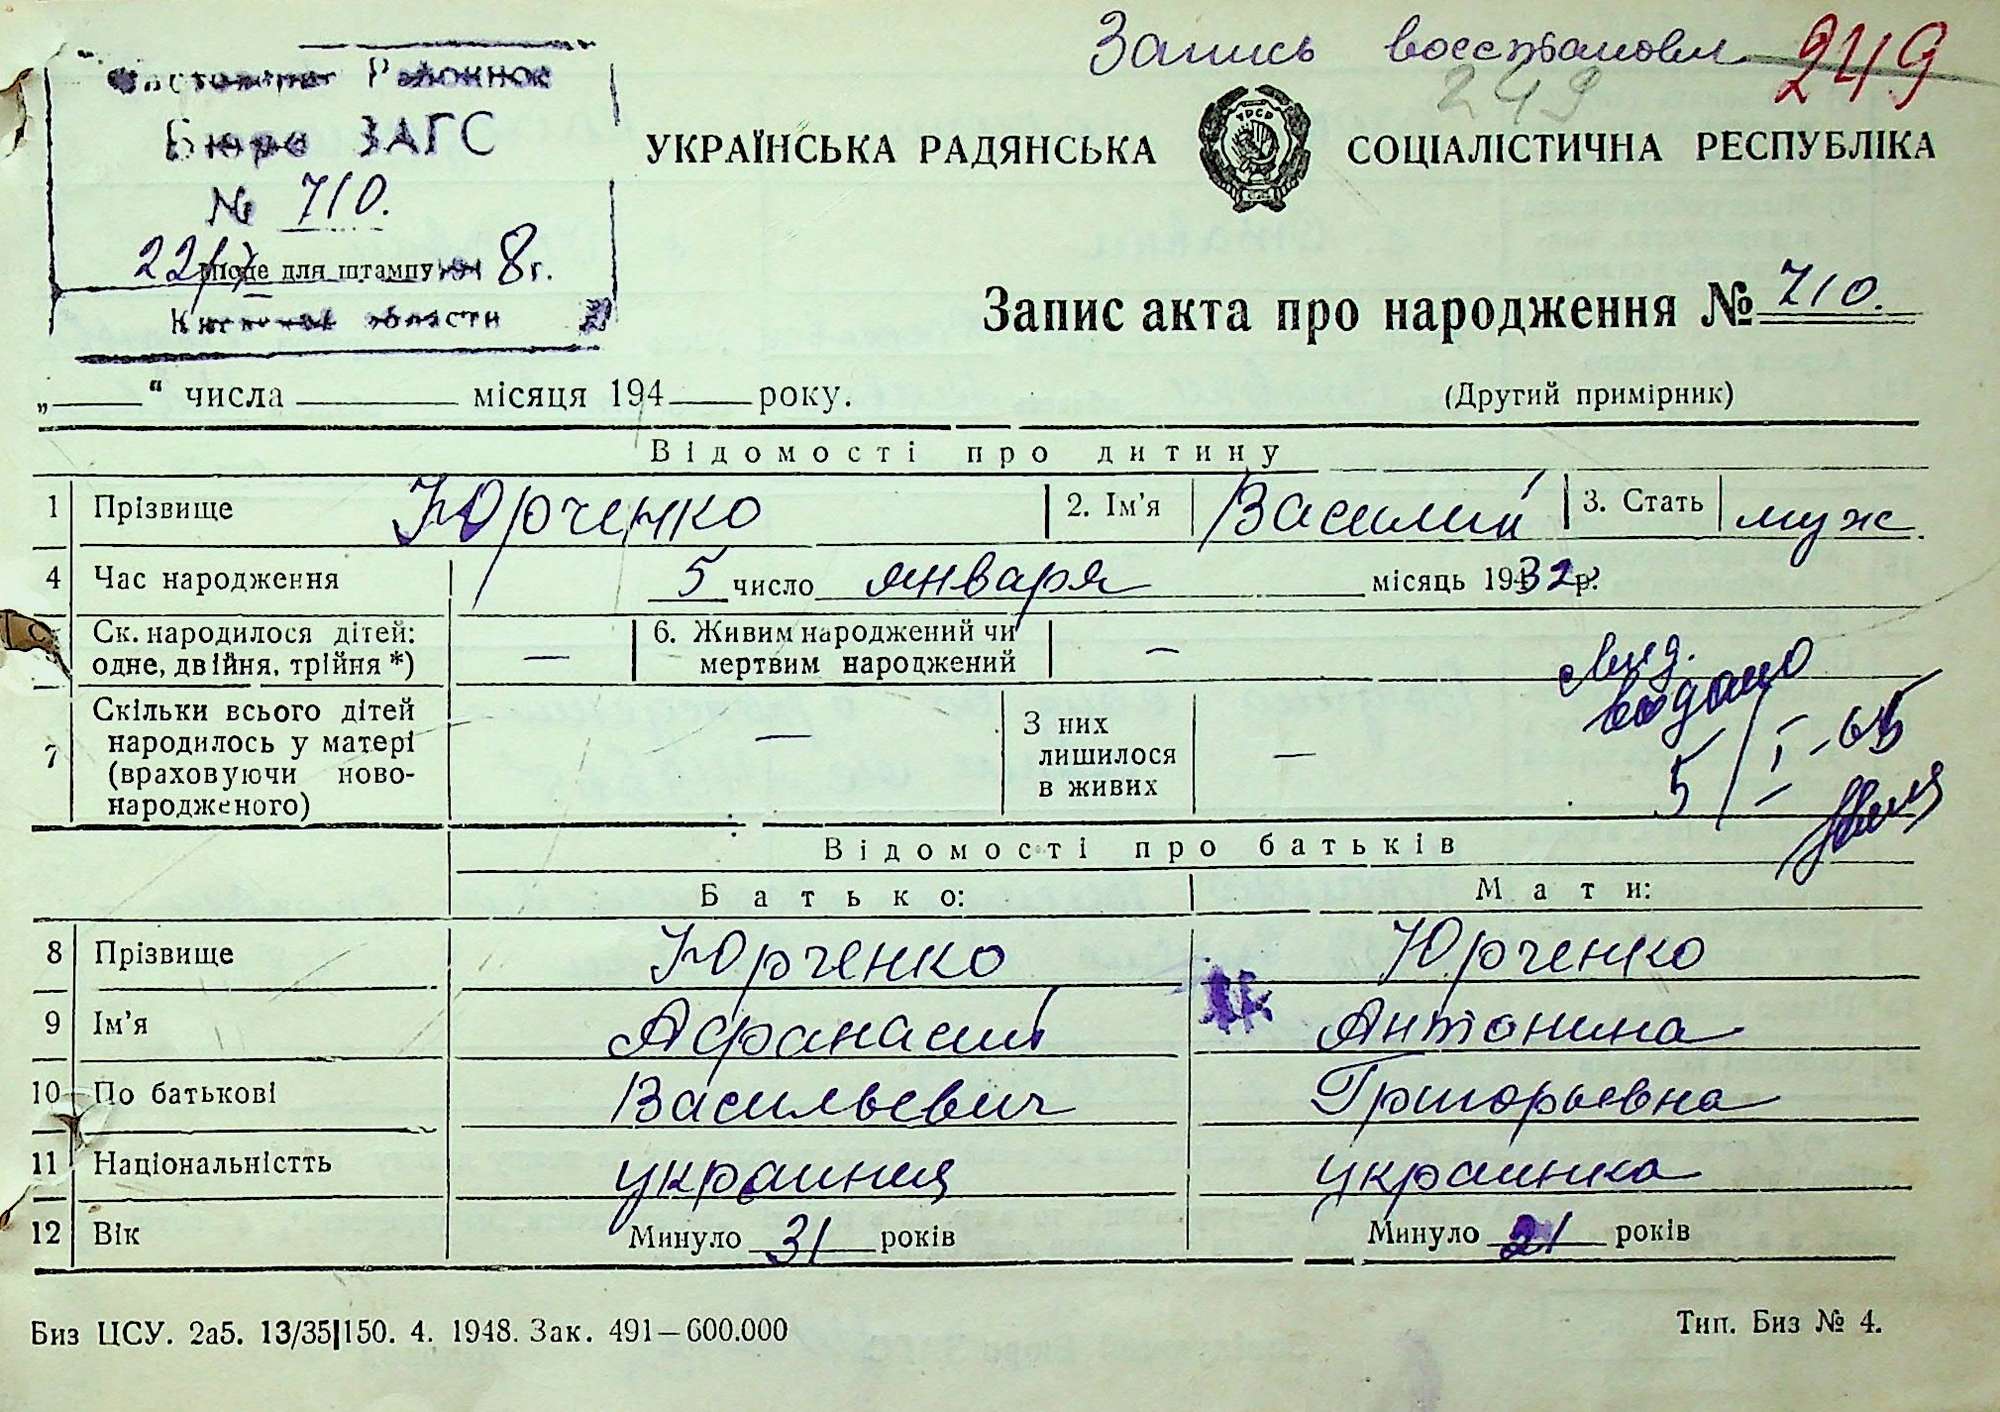 Запись восстановл 249
249
Районное
Бюро ЗАГС
№ 710.
22/ Місце для штампу 8 г.
области
УКРАЇНСЬКА РАДЯНСЬКА СОЦІАЛІСТИЧНА РЕСПУБЛІКА
УРСР
Запис акта про народження № 710.
„ “ числа місяця 194 року. (Другий примірник)
Відомості про дитину
1 Прізвище Юрченко 2. Ім'я Василий 3. Стать муж.
4 Час народження 5 число января місяць 1932 р.
5 Ск. народилося дітей: одне, двійня, трійня *) — 6. Живим народжений чи мертвим народжений —
7 Скільки всього дітей народилось у матері (враховуючи новонародженого) — З них лишилося в живих —
5/I-65
Відомості про батьків
Батько: Мати:
8 Прізвище Юрченко Юрченко
9 Ім'я Афанасий Антонина
10 По батькові Васильевич Григорьевна
11 Національністть украинец украинка
12 Вік Минуло 31 років Минуло 21 років
Биз ЦСУ. 2а5. 13/35|150. 4. 1948. Зак. 491—600.000 Тип. Биз № 4.